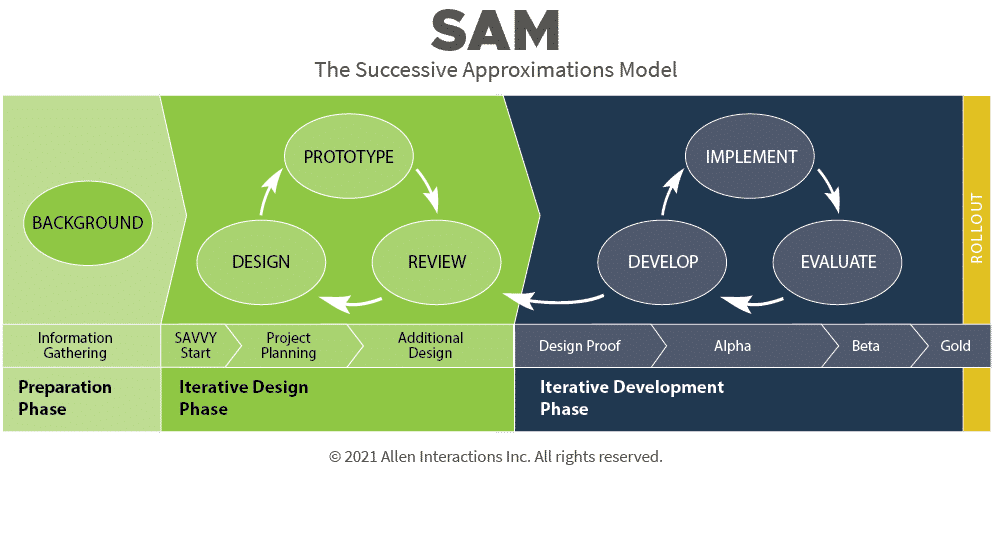 SAM
The Successive Approximations Model
BACKGROUND
PROTOTYPE
DESIGN
REVIEW
IMPLEMENT
DEVELOP
EVALUATE
ROLLOUT
Information
Gathering
SAVVY
Start
Project
Planning
Additional
Design
Design Proof
Alpha
Beta
Gold
Preparation
Phase
Iterative Design
Phase
Iterative Development
Phase
© 2021 Allen Interactions Inc. All rights reserved.